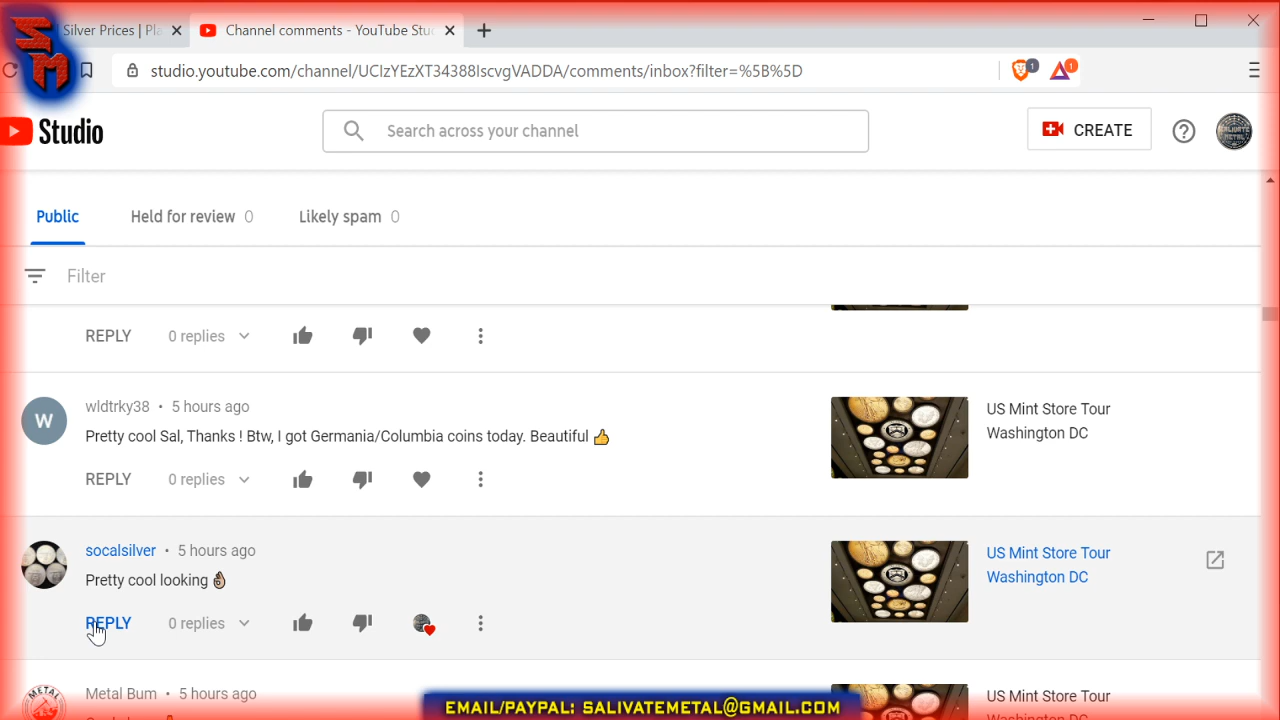 SM
Silver Prices | Pla
Channel comments - YouTube Stu
studio.youtube.com/channel/UCIzYEzXT34388IscvgVADDA/comments/inbox?filter=%5B%5D
1
1
Studio
Search across your channel
CREATE
Public
Held for review 0
Likely spam 0
Filter
REPLY
0 replies
W
wldtrky38 • 5 hours ago
Pretty cool Sal, Thanks ! Btw, I got Germania/Columbia coins today. Beautiful 👍
US Mint Store Tour
Washington DC
REPLY
0 replies
socalsilver • 5 hours ago
Pretty cool looking 👌🏽
US Mint Store Tour
Washington DC
REPLY
0 replies
METAL
Metal Bum • 5 hours ago
US Mint Store Tour
EMAIL/PAYPAL: SALIVATEMETAL@GMAIL.COM